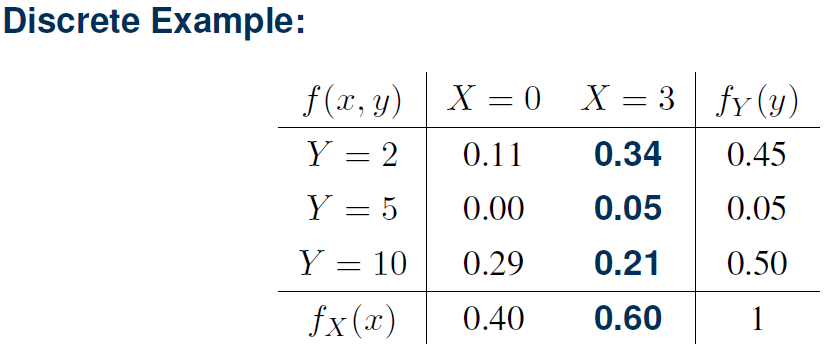 Discrete Example:
f(x, y) X = 0 X = 3 f_Y(y)
Y = 2 0.11 0.34 0.45
Y = 5 0.00 0.05 0.05
Y = 10 0.29 0.21 0.50
f_X(x) 0.40 0.60 1